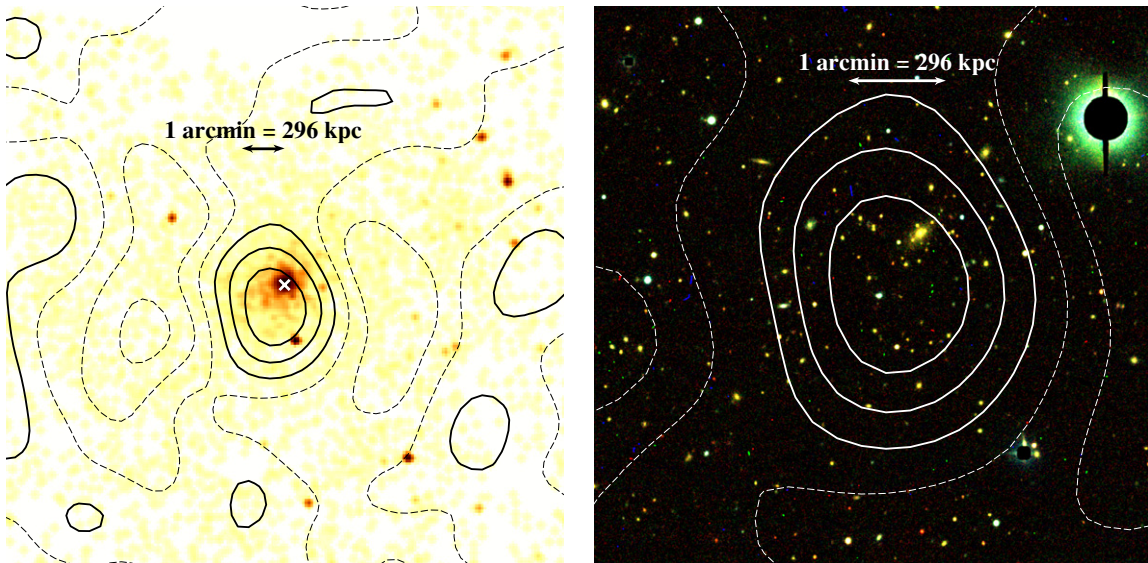 1 arcmin = 296 kpc
1 arcmin = 296 kpc